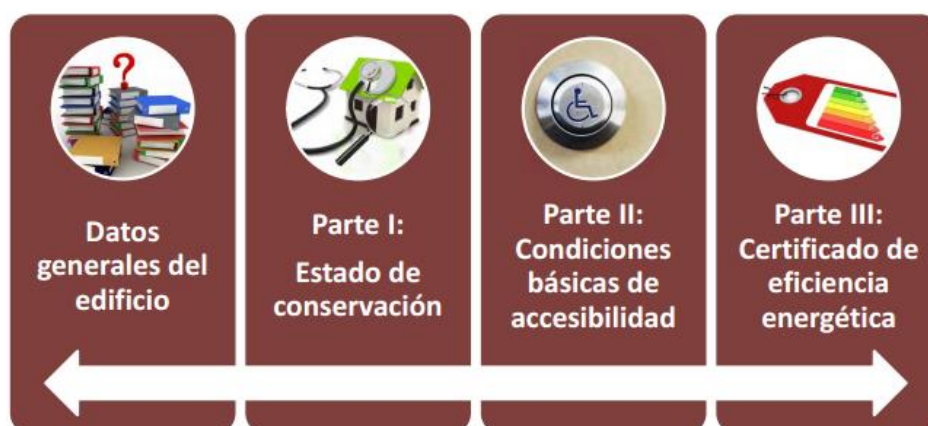 Datos
generales del
edificio
Parte I:
Estado de
conservación
Parte II:
Condiciones
básicas de
accesibilidad
Parte III:
Certificado de
eficiencia
energética